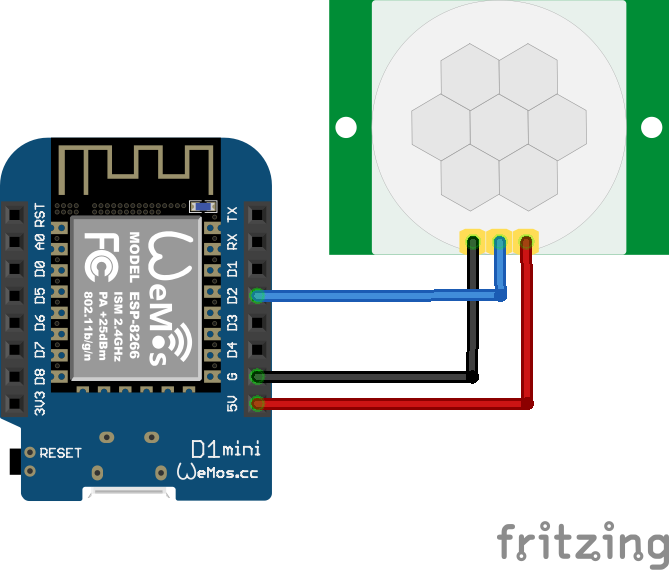 RST
A0
D0
D5
D6
D7
D8
3V3
TX
RX
D1
D2
D3
D4
G
5V
WeMos
MODEL ESP-8266
ISM 2.4GHz
PA +25dBm
802.11b/g/n
FC
RESET
D1mini
WeMos.cc
fritzing